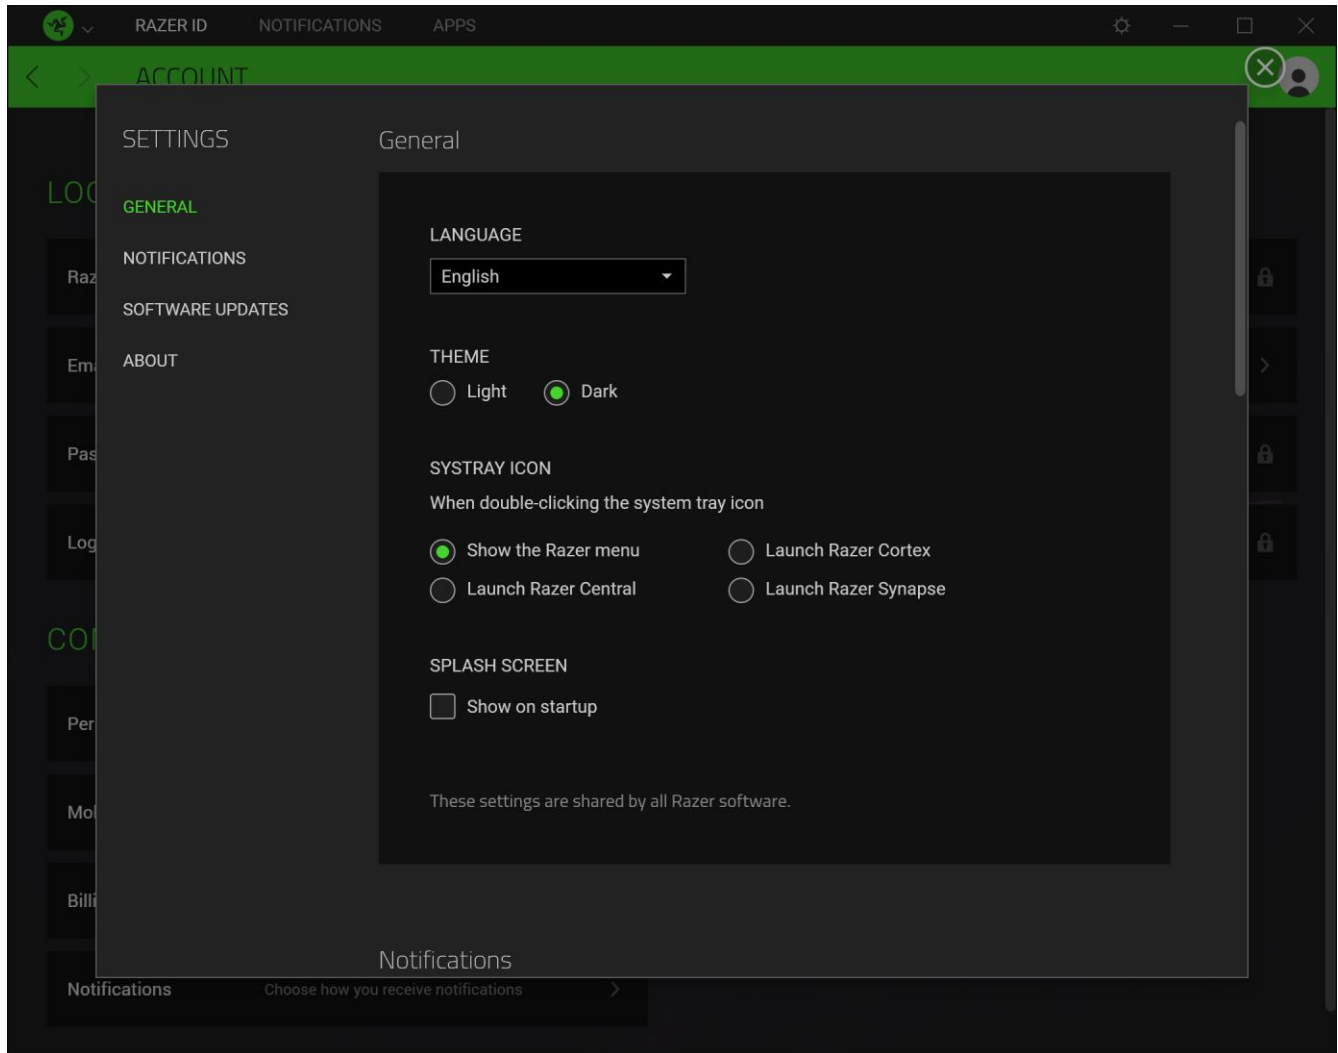 RAZER ID NOTIFICATIONS APPS
ACCOUNT
SETTINGS
GENERAL
NOTIFICATIONS
SOFTWARE UPDATES
ABOUT
General
LANGUAGE
English
THEME
Light Dark
SYSTRAY ICON
When double-clicking the system tray icon
Show the Razer menu Launch Razer Cortex
Launch Razer Central Launch Razer Synapse
SPLASH SCREEN
Show on startup
These settings are shared by all Razer software.
Notifications
Notifications Choose how you receive notifications